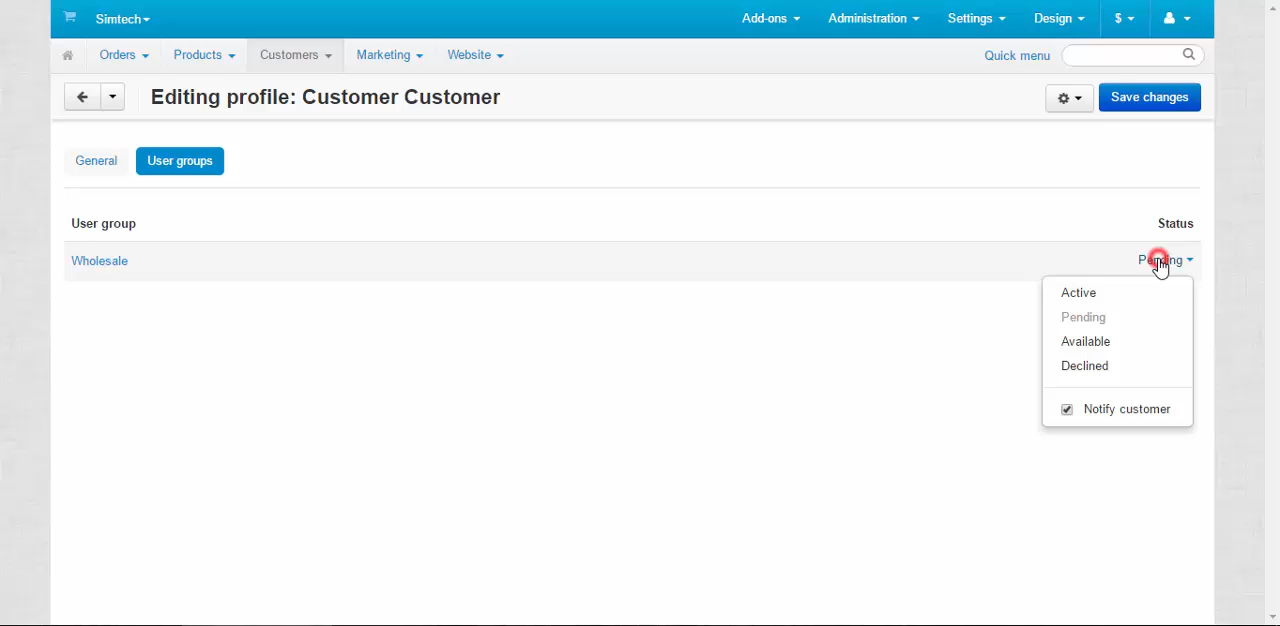 Simtech
Add-ons Administration Settings Design $
Orders Products Customers Marketing Website Quick menu
Editing profile: Customer Customer Save changes
General User groups
User group Status
Wholesale Pending
Active
Pending
Available
Declined
Notify customer